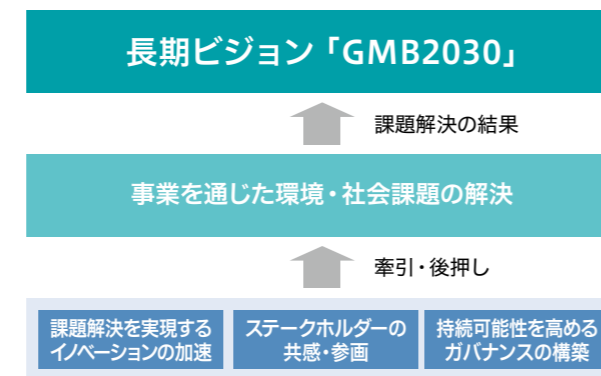 長期ビジョン「GMB2030」
課題解決の結果
事業を通じた環境・社会課題の解決
牽引・後押し
課題解決を実現する
イノベーションの加速
ステークホルダーの
共感・参画
持続可能性を高める
ガバナンスの構築